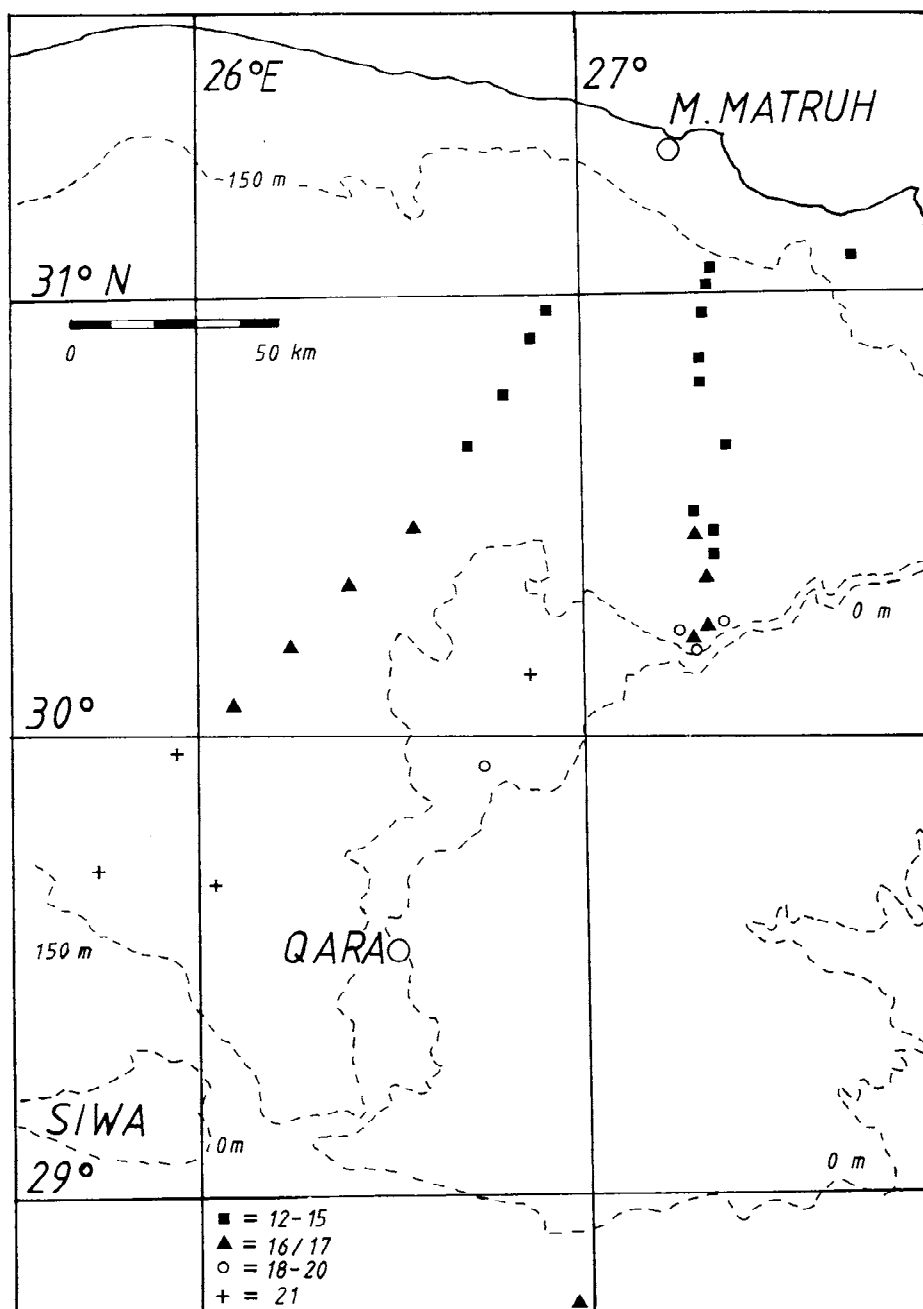 26°E
27°
M. MATRUH
150 m
31° N
0
50 km
0 m
30°
150 m
QARA
SIWA
0m
29°
0 m
■ = 12-15
▲ = 16/17
○ = 18-20
+ = 21